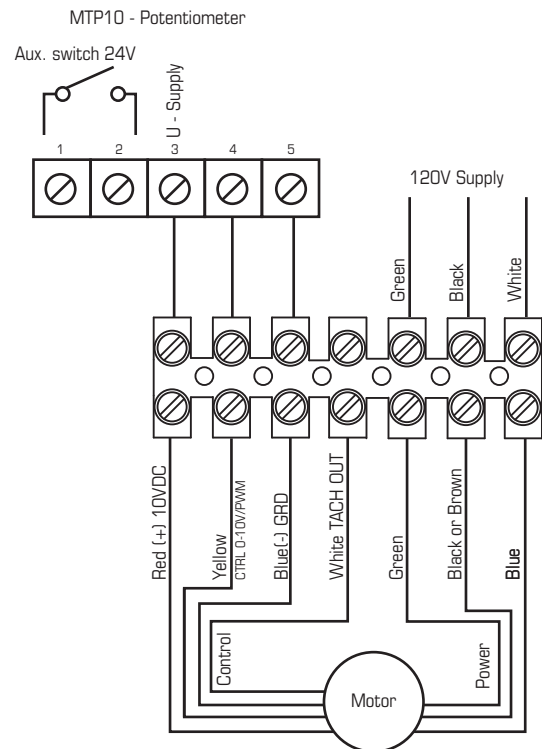 MTP10 - Potentiometer
Aux. switch 24V
U - Supply
1 2 3 4 5
120V Supply
Green
Black
White
Red (+) 10VDC
Yellow
CTRL 0-10V/PWM
Blue(-) GRD
White TACH OUT
Green
Black or Brown
Blue
Control
Power
Motor